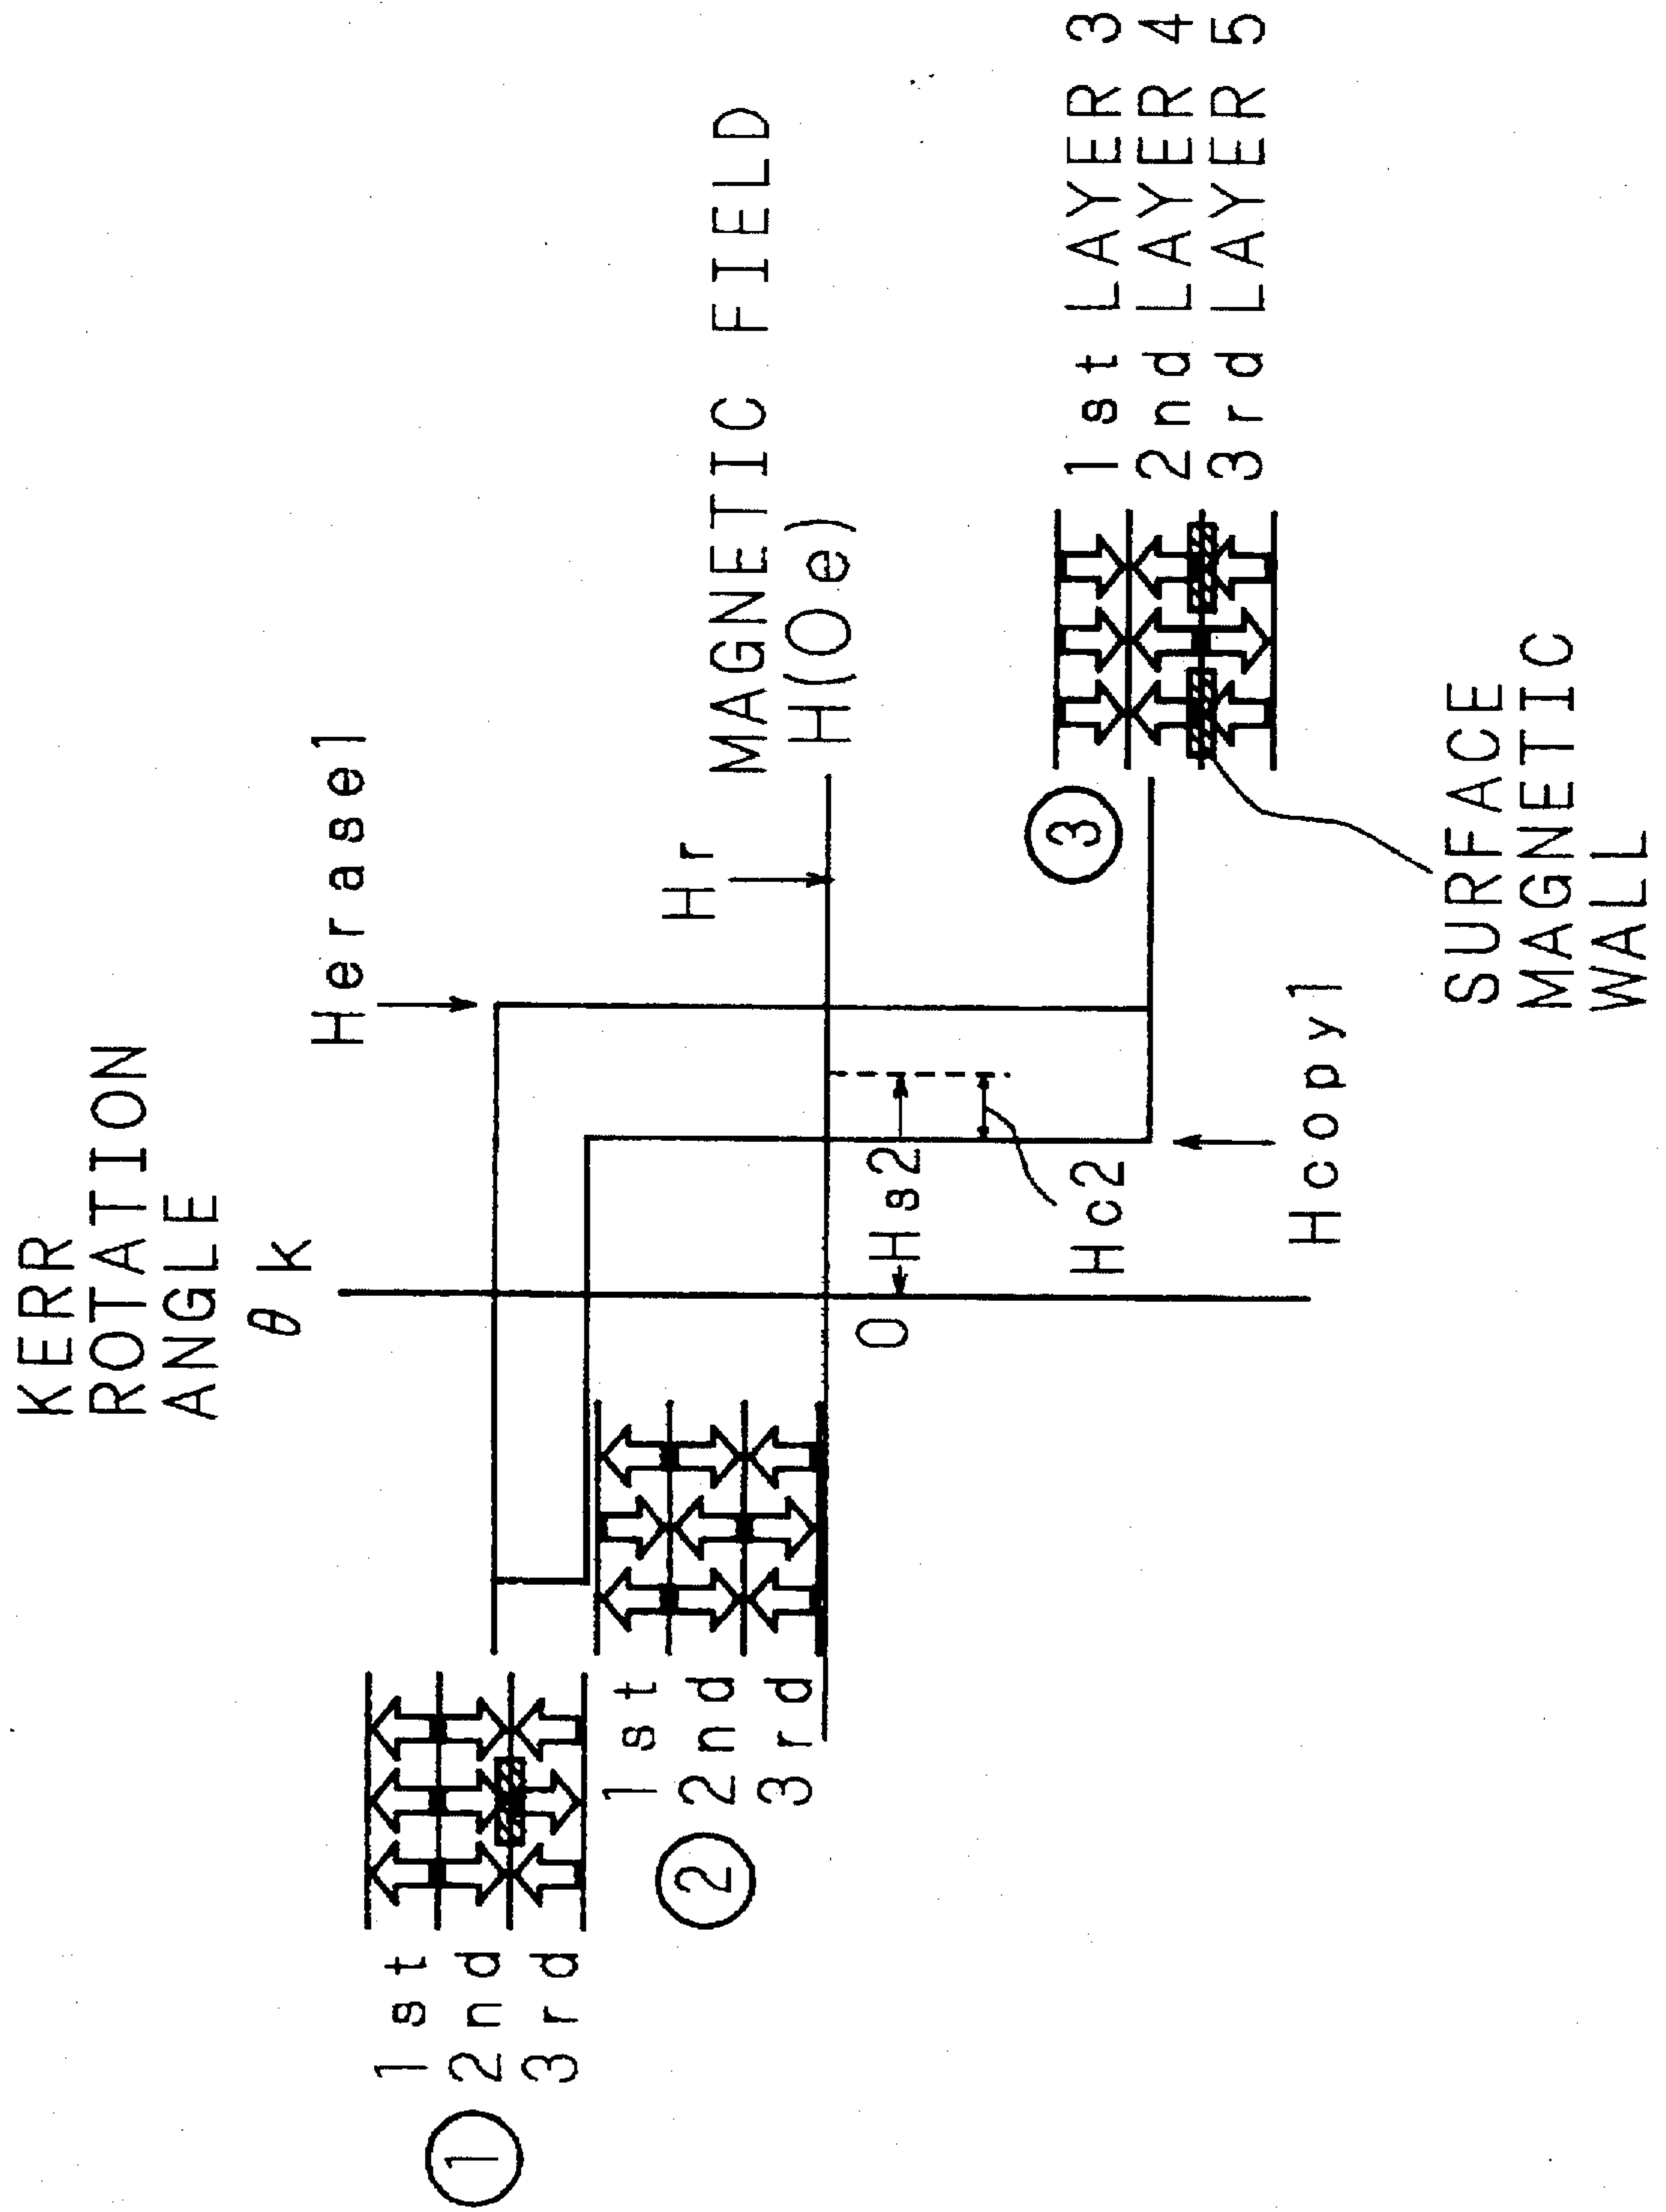 KERR
ROTATION
ANGLE
θ k
Herase1
Hr
MAGNETIC FIELD
H(Oe)
0
Hs2
Hc2
Hcopy1
①
1st
2nd
3rd
②
1st
2nd
3rd
③
1st LAYER 3
2nd LAYER 4
3rd LAYER 5
SURFACE
MAGNETIC
WALL